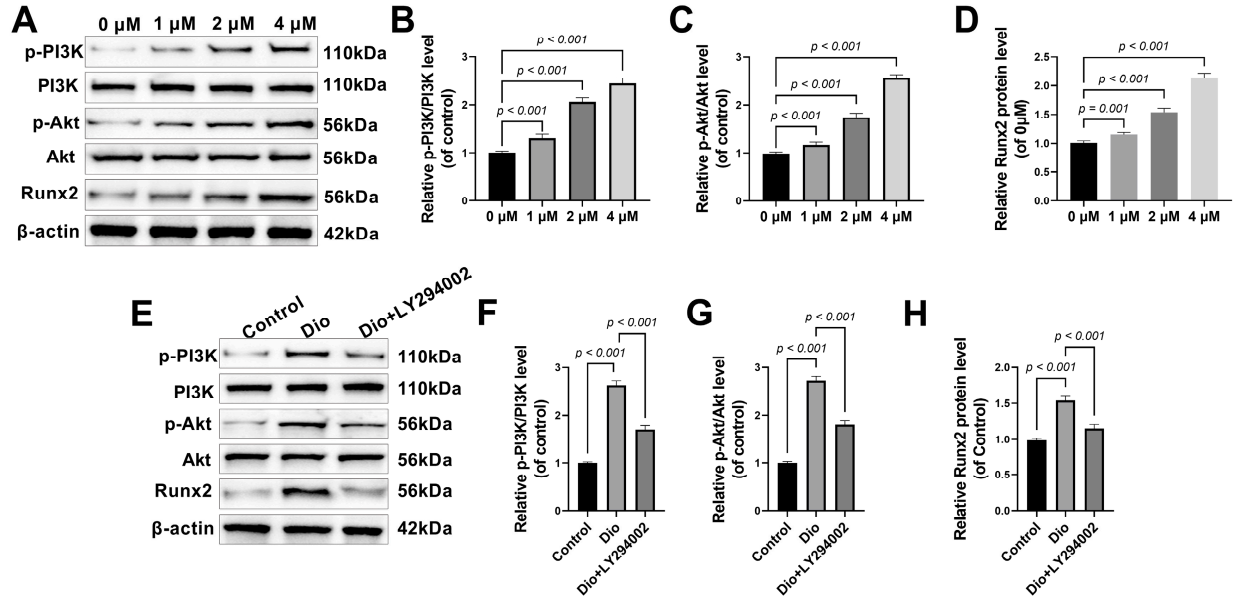 A
0 μM 1 μM 2 μM 4 μM
p-PI3K 110kDa
PI3K 110kDa
p-Akt 56kDa
Akt 56kDa
Runx2 56kDa
β-actin 42kDa
B
Relative p-PI3K/PI3K level
(of control)
3
2
1
0
p < 0.001
p < 0.001
p < 0.001
0 μM 1 μM 2 μM 4 μM
C
Relative p-Akt/Akt level
(of control)
3
2
1
0
p < 0.001
p < 0.001
p < 0.001
0 μM 1 μM 2 μM 4 μM
D
Relative Runx2 protein level
(of 0μM)
2.5
2.0
1.5
1.0
0.5
0.0
p < 0.001
p < 0.001
p = 0.001
0 μM 1 μM 2 μM 4 μM
E
Control Dio Dio+LY294002
p-PI3K 110kDa
PI3K 110kDa
p-Akt 56kDa
Akt 56kDa
Runx2 56kDa
β-actin 42kDa
F
Relative p-PI3K/PI3K level
(of control)
3
2
1
0
p < 0.001
p < 0.001
Control Dio Dio+LY294002
G
Relative p-Akt/Akt level
(of control)
3
2
1
0
p < 0.001
p < 0.001
Control Dio Dio+LY294002
H
Relative Runx2 protein level
(of Control)
2.0
1.5
1.0
0.5
0.0
p < 0.001
p < 0.001
Control Dio Dio+LY294002